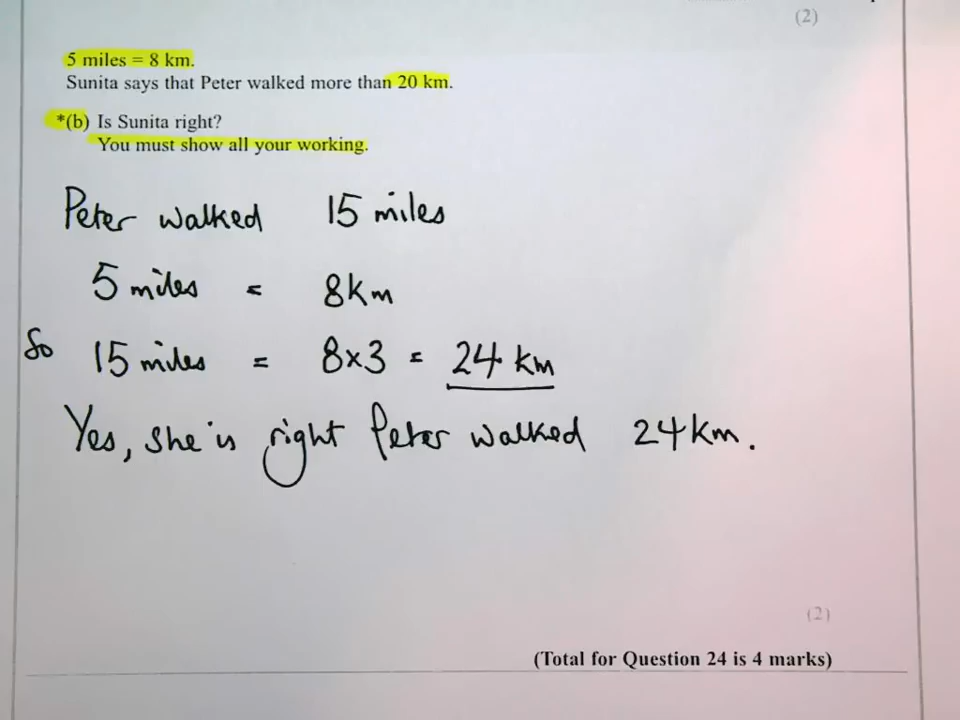 (2)
5 miles = 8 km.
Sunita says that Peter walked more than 20 km.
*(b) Is Sunita right?
You must show all your working.
Peter walked 15 miles
5 miles = 8km
So 15 miles = 8x3 = 24 km
Yes, she is right Peter walked 24km.
(2)
(Total for Question 24 is 4 marks)